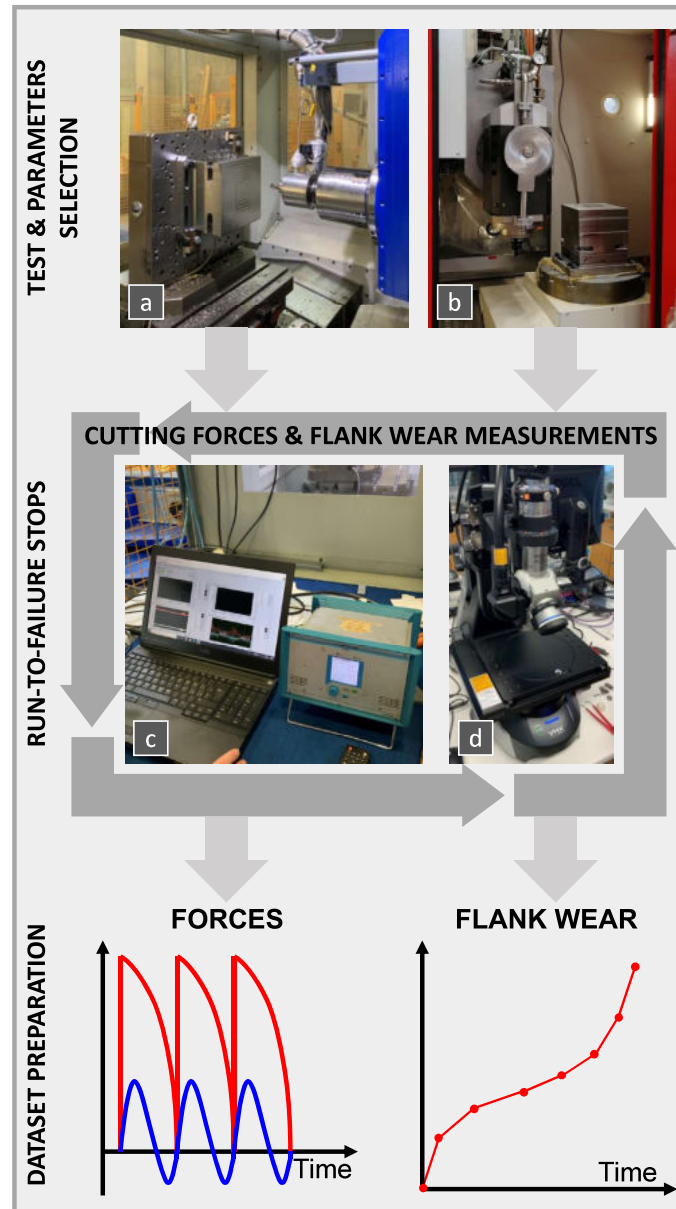 TEST & PARAMETERS
SELECTION
a
b
CUTTING FORCES & FLANK WEAR MEASUREMENTS
RUN-TO-FAILURE STOPS
c
d
VHX
FORCES
FLANK WEAR
DATASET PREPARATION
Time
Time